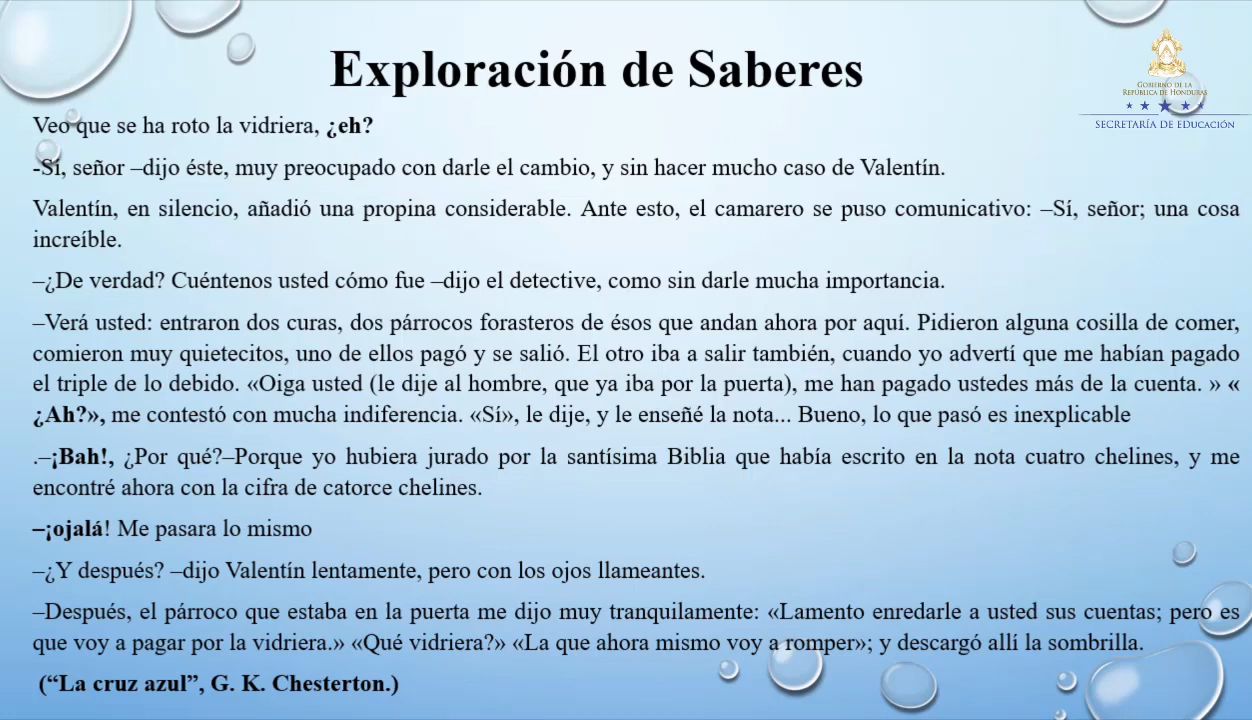 Exploración de Saberes
GOBIERNO DE LA
REPÚBLICA DE HONDURAS
SECRETARÍA DE EDUCACIÓN
Veo que se ha roto la vidriera, ¿eh?
-Sí, señor –dijo éste, muy preocupado con darle el cambio, y sin hacer mucho caso de Valentín.
Valentín, en silencio, añadió una propina considerable. Ante esto, el camarero se puso comunicativo: –Sí, señor; una cosa
increíble.
–¿De verdad? Cuéntenos usted cómo fue –dijo el detective, como sin darle mucha importancia.
–Verá usted: entraron dos curas, dos párrocos forasteros de ésos que andan ahora por aquí. Pidieron alguna cosilla de comer,
comieron muy quietecitos, uno de ellos pagó y se salió. El otro iba a salir también, cuando yo advertí que me habían pagado
el triple de lo debido. «Oiga usted (le dije al hombre, que ya iba por la puerta), me han pagado ustedes más de la cuenta. » «
¿Ah?», me contestó con mucha indiferencia. «Sí», le dije, y le enseñé la nota... Bueno, lo que pasó es inexplicable
.–¡Bah!, ¿Por qué?–Porque yo hubiera jurado por la santísima Biblia que había escrito en la nota cuatro chelines, y me
encontré ahora con la cifra de catorce chelines.
–¡ojalá! Me pasara lo mismo
–¿Y después? –dijo Valentín lentamente, pero con los ojos llameantes.
–Después, el párroco que estaba en la puerta me dijo muy tranquilamente: «Lamento enredarle a usted sus cuentas; pero es
que voy a pagar por la vidriera.» «Qué vidriera?» «La que ahora mismo voy a romper»; y descargó allí la sombrilla.
(“La cruz azul”, G. K. Chesterton.)